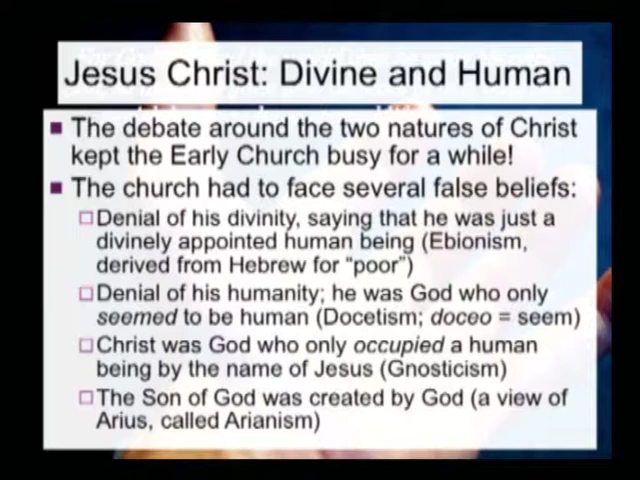 Jesus Christ: Divine and Human
The debate around the two natures of Christ
kept the Early Church busy for a while!
The church had to face several false beliefs:
Denial of his divinity, saying that he was just a
divinely appointed human being (Ebionism,
derived from Hebrew for “poor”)
Denial of his humanity; he was God who only
seemed to be human (Docetism; doceo = seem)
Christ was God who only occupied a human
being by the name of Jesus (Gnosticism)
The Son of God was created by God (a view of
Arius, called Arianism)